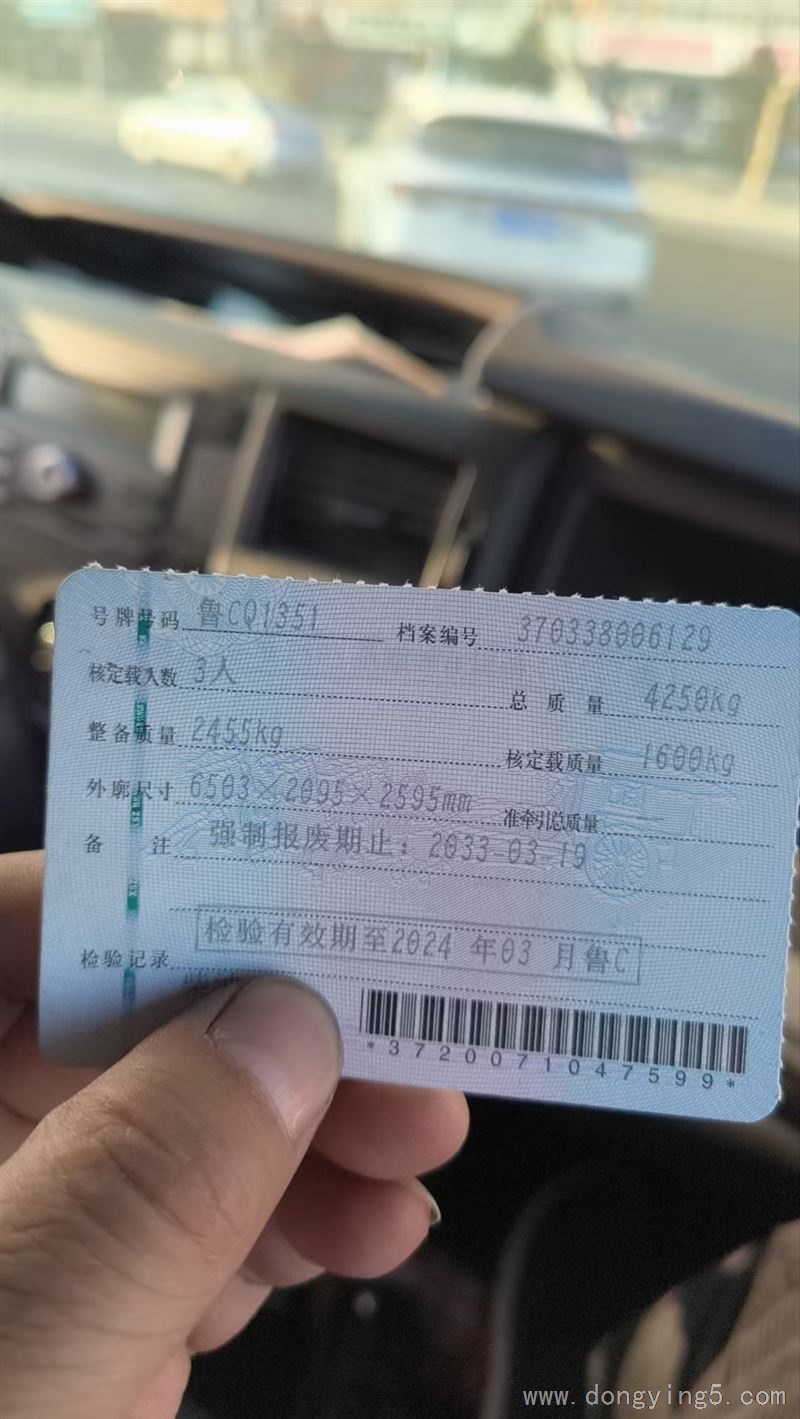 号牌号码 鲁CQ1351 档案编号 370338006129
核定载人数 3人 总质量 4250kg
整备质量 2455kg 核定载质量 1600kg
外廓尺寸 6503×2095×2595mm 准牵引总质量
备注 强制报废期止：2033-03-19
检验记录 检验有效期至2024 年03 月鲁C
*3720071047599*
www.dongying5.com